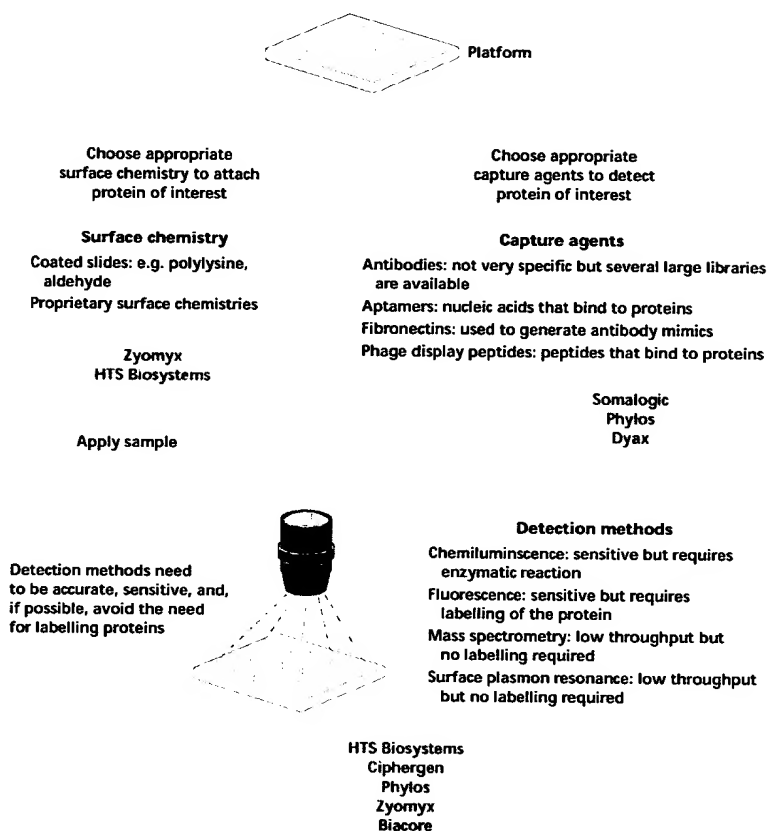 Platform
Choose appropriate
surface chemistry to attach
protein of interest
Choose appropriate
capture agents to detect
protein of interest
Surface chemistry
Coated slides: e.g. polylysine,
aldehyde
Proprietary surface chemistries
Zyomyx
HTS Biosystems
Capture agents
Antibodies: not very specific but several large libraries
are available
Aptamers: nucleic acids that bind to proteins
Fibronectins: used to generate antibody mimics
Phage display peptides: peptides that bind to proteins
Somalogic
Phylos
Dyax
Apply sample
Detection methods need
to be accurate, sensitive, and,
if possible, avoid the need
for labelling proteins
Detection methods
Chemiluminscence: sensitive but requires
enzymatic reaction
Fluorescence: sensitive but requires
labelling of the protein
Mass spectrometry: low throughput but
no labelling required
Surface plasmon resonance: low throughput
but no labelling required
HTS Biosystems
Ciphergen
Phylos
Zyomyx
Biacore